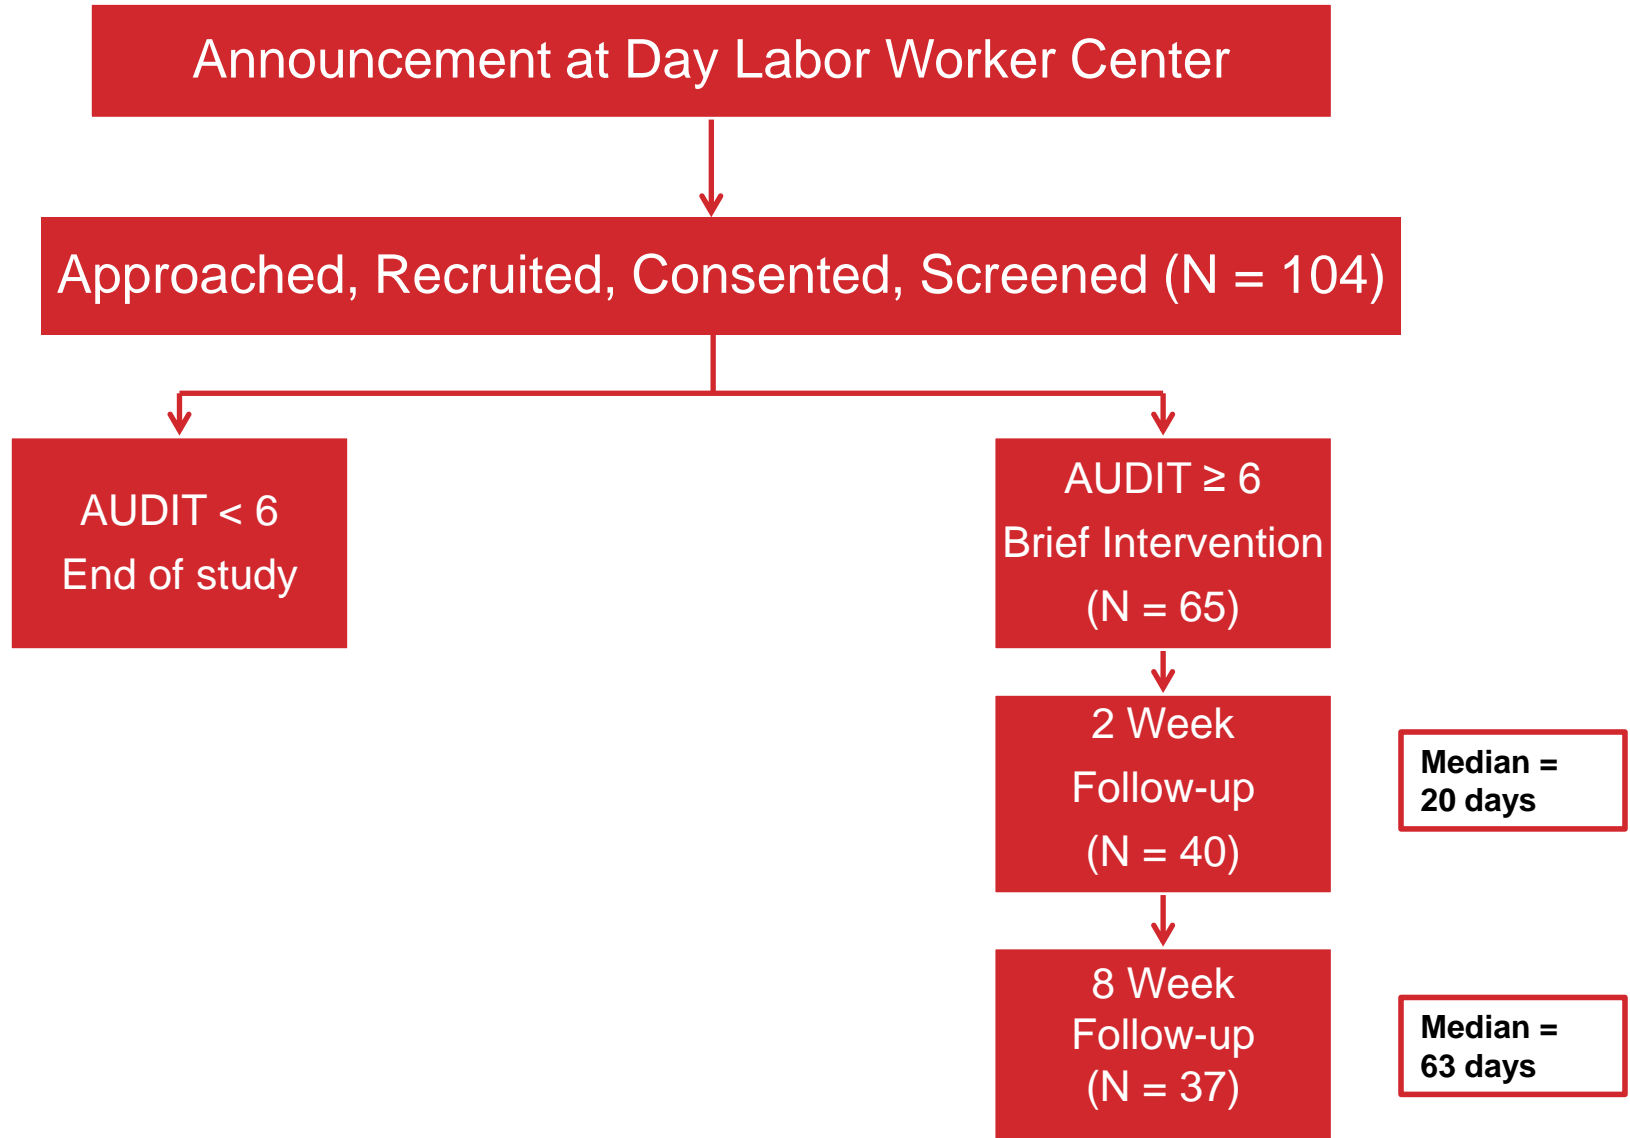 Announcement at Day Labor Worker Center
Approached, Recruited, Consented, Screened (N = 104)
AUDIT < 6
End of study
AUDIT ≥ 6
Brief Intervention
(N = 65)
2 Week
Follow-up
(N = 40)
Median =
20 days
8 Week
Follow-up
(N = 37)
Median =
63 days